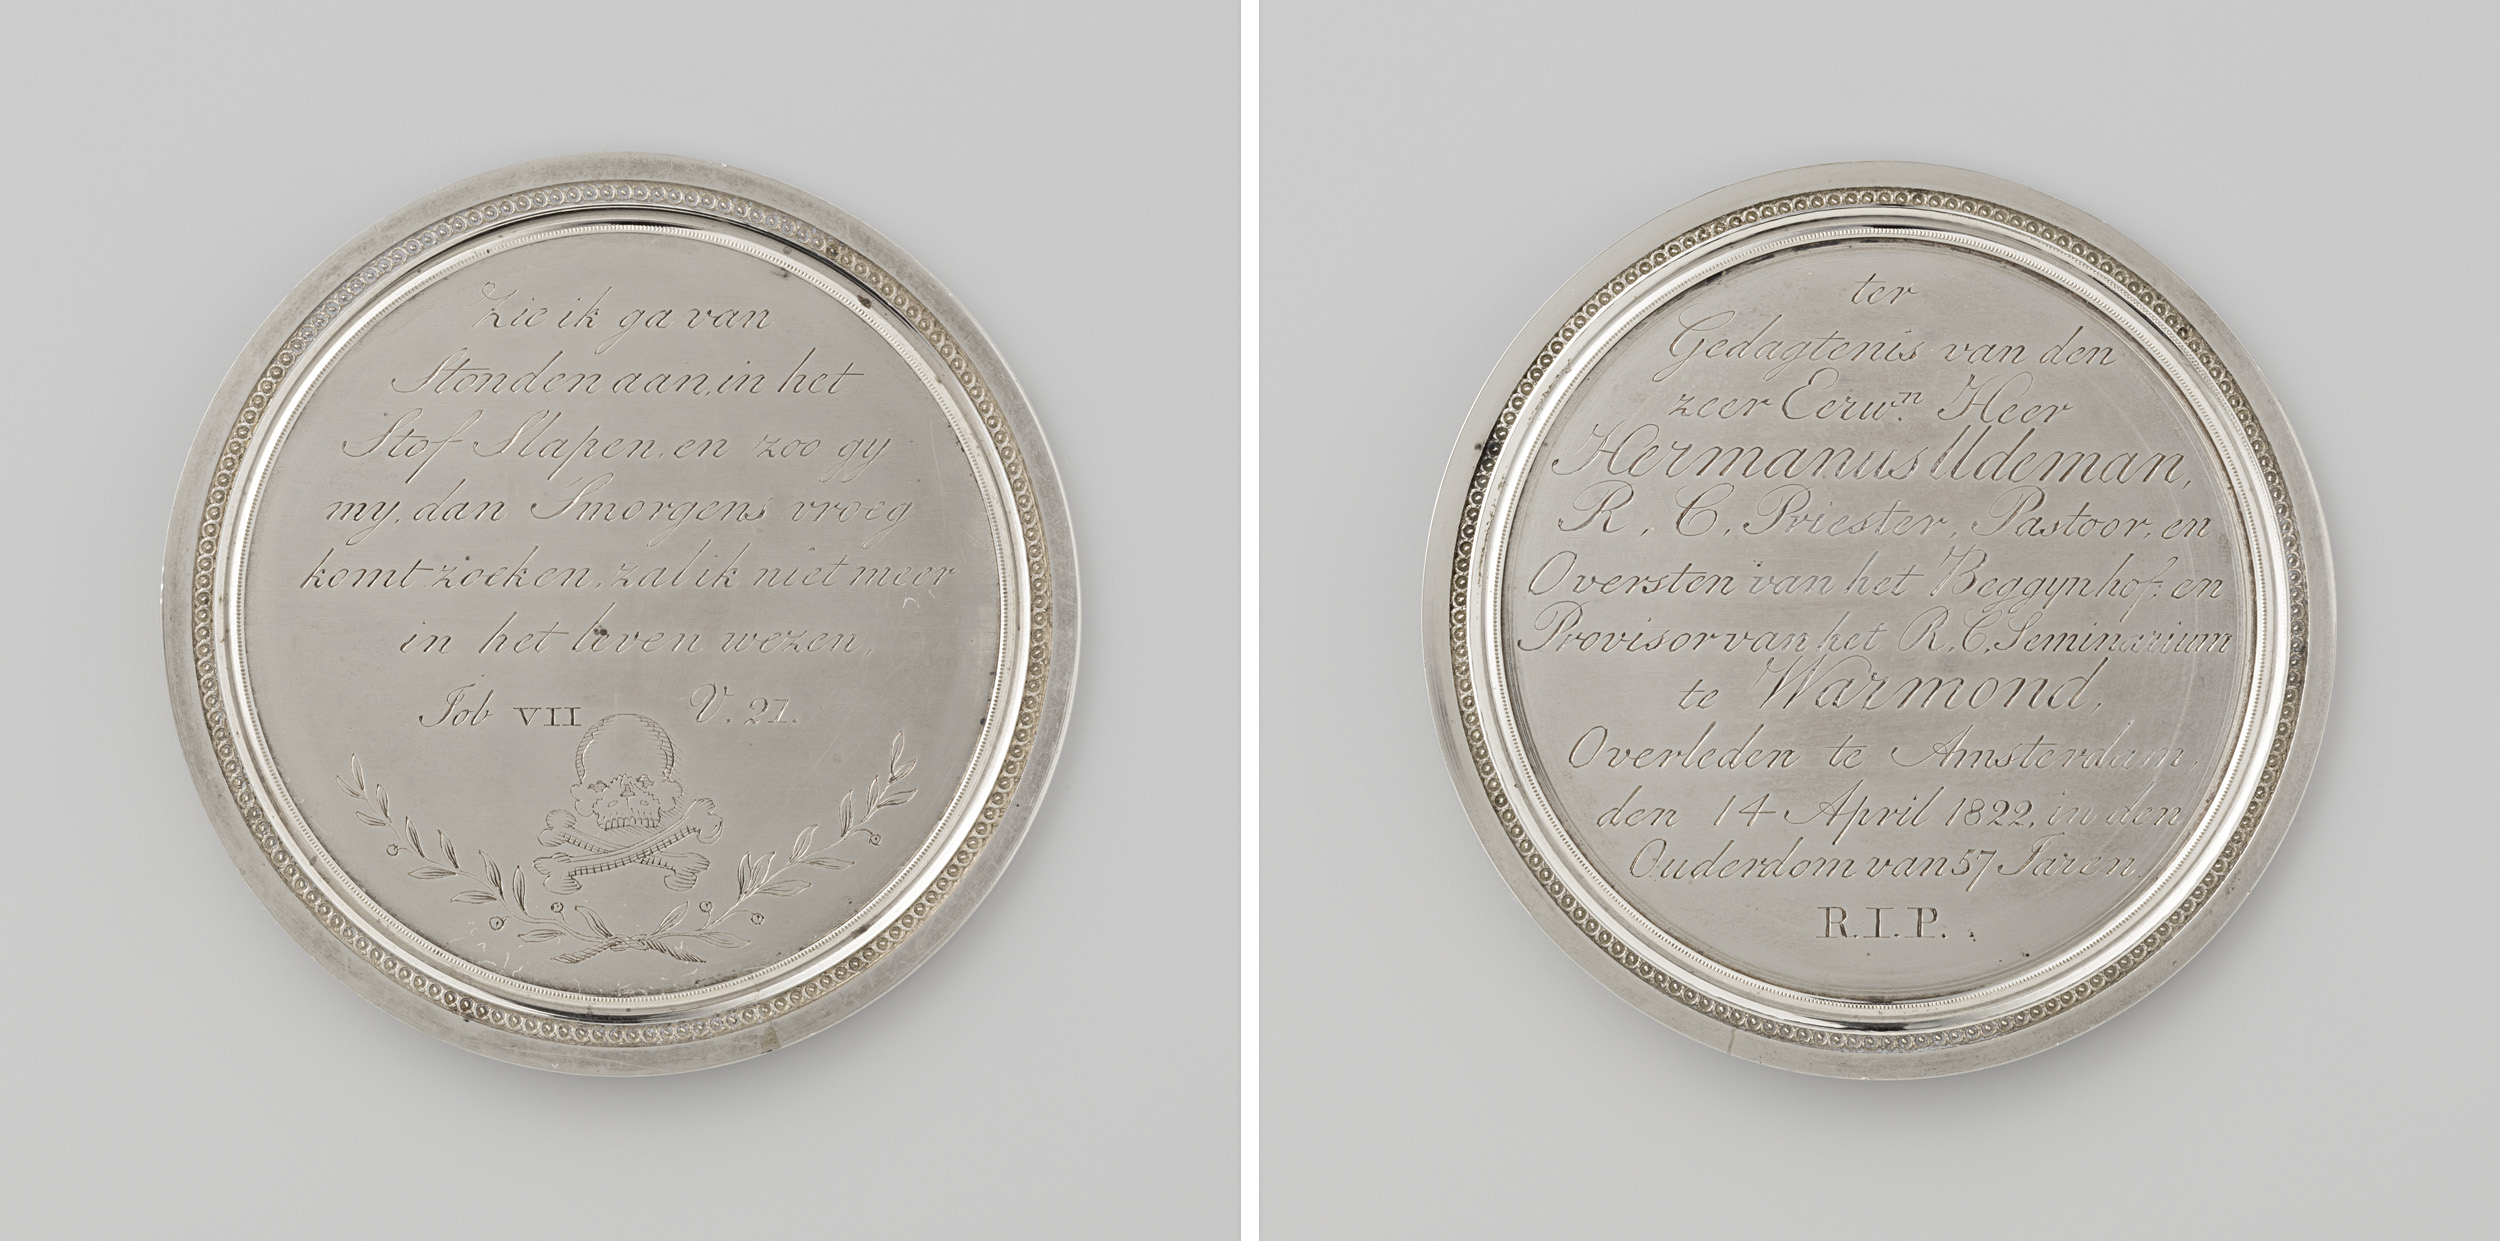 Zie ik ga van
Stonden aan, in het
Stof Slapen, en zoo gy
my, dan Smorgens vroeg
komt zoeken, zal ik niet meer
in het leven wezen,
Job VII V. 21.
ter
Gedagtenis van den
zeer Eerwn. Heer
Hermanus Udeman,
R. C. Priester, Pastoor, en
Oversten van het Beggynhof; en
Provisor van het R. C. Seminarium
te Warmond,
Overleden te Amsterdam,
den 14 April 1822, in den
Ouderdom van 57 Jaren.
R.I.P.